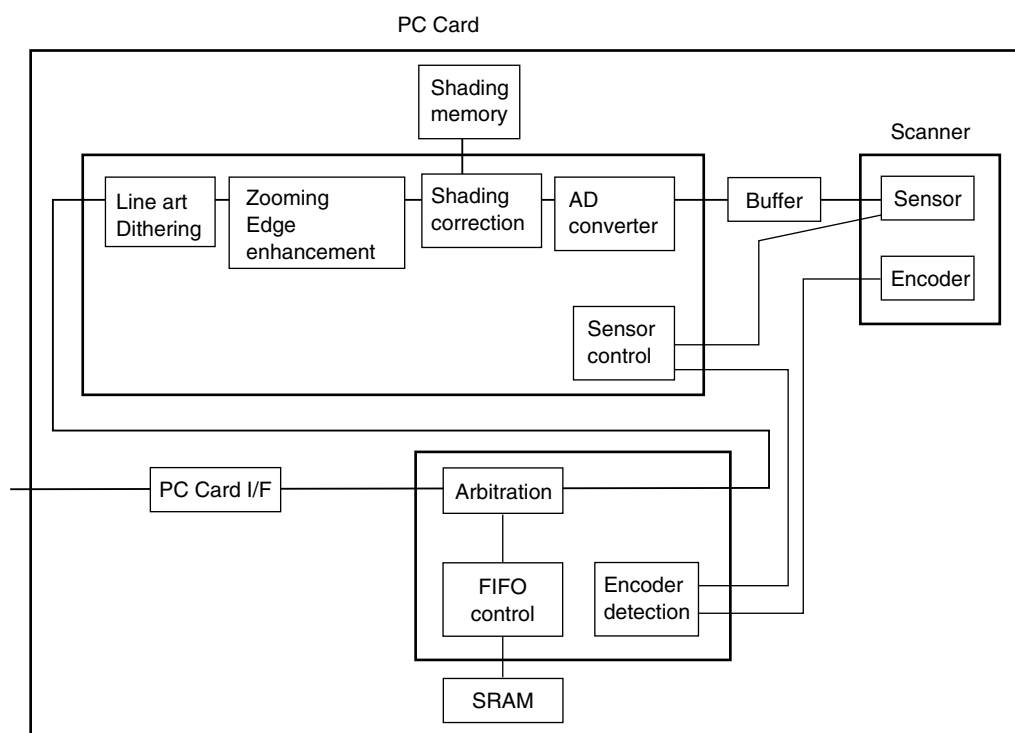 PC Card
Shading
memory
Scanner
Line art
Dithering
Zooming
Edge
enhancement
Shading
correction
AD
converter
Buffer
Sensor
Encoder
Sensor
control
PC Card I/F
Arbitration
FIFO
control
Encoder
detection
SRAM